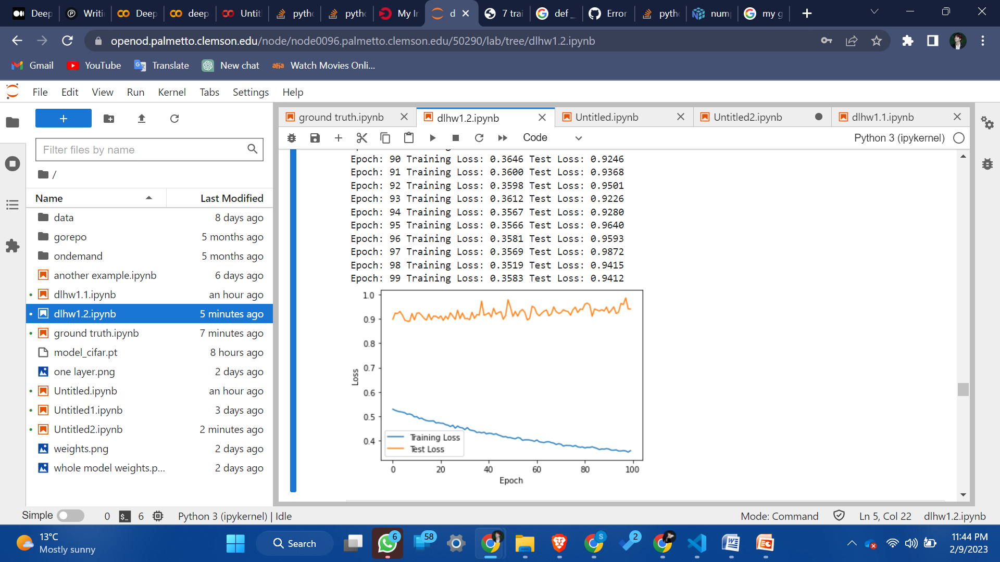 Deep
Writi
Deep
deep
Untit
pytho
pytho
My In
d
7 trai
def _
Error
pytho
num
my g
openod.palmetto.clemson.edu/node/node0096.palmetto.clemson.edu/50290/lab/tree/dlhw1.2.ipynb
Gmail YouTube Translate New chat aha Watch Movies Onli...
File Edit View Run Kernel Tabs Settings Help
ground truth.ipynb dlhw1.2.ipynb Untitled.ipynb Untitled2.ipynb dlhw1.1.ipynb
Code Python 3 (ipykernel)
Filter files by name
/
Name Last Modified
data 8 days ago
gorepo 5 months ago
ondemand 5 months ago
another example.ipynb 6 days ago
dlhw1.1.ipynb an hour ago
dlhw1.2.ipynb 5 minutes ago
ground truth.ipynb 7 minutes ago
model_cifar.pt 8 hours ago
one layer.png 2 days ago
Untitled.ipynb an hour ago
Untitled1.ipynb 3 days ago
Untitled2.ipynb 2 minutes ago
weights.png 2 days ago
whole model weights.p... 2 days ago
Epoch: 90 Training Loss: 0.3646 Test Loss: 0.9246
Epoch: 91 Training Loss: 0.3600 Test Loss: 0.9368
Epoch: 92 Training Loss: 0.3598 Test Loss: 0.9501
Epoch: 93 Training Loss: 0.3612 Test Loss: 0.9226
Epoch: 94 Training Loss: 0.3567 Test Loss: 0.9280
Epoch: 95 Training Loss: 0.3566 Test Loss: 0.9640
Epoch: 96 Training Loss: 0.3581 Test Loss: 0.9593
Epoch: 97 Training Loss: 0.3569 Test Loss: 0.9872
Epoch: 98 Training Loss: 0.3519 Test Loss: 0.9415
Epoch: 99 Training Loss: 0.3583 Test Loss: 0.9412
1.0
0.9
0.8
0.7
0.6
0.5
0.4
Loss
Training Loss
Test Loss
0 20 40 60 80 100
Epoch
Simple 0 $_ 6 Python 3 (ipykernel) | Idle Mode: Command Ln 5, Col 22 dlhw1.2.ipynb
13°C
Mostly sunny
Search
6
58
S
2
11:44 PM
2/9/2023